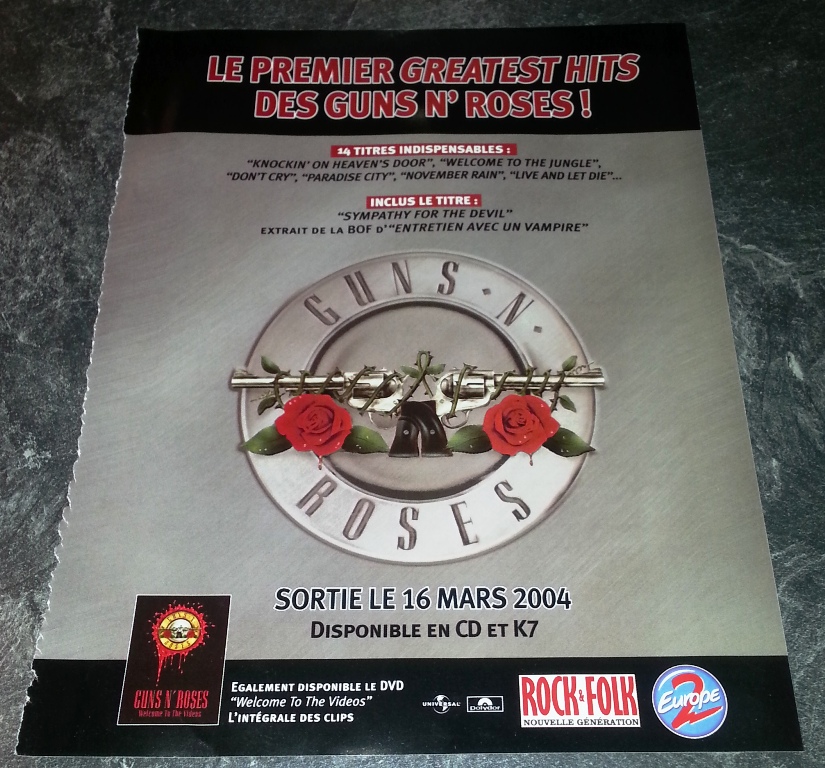 LE PREMIER GREATEST HITS
DES GUNS N' ROSES !
14 TITRES INDISPENSABLES :
"KNOCKIN' ON HEAVEN'S DOOR", "WELCOME TO THE JUNGLE",
"DON'T CRY", "PARADISE CITY", "NOVEMBER RAIN", "LIVE AND LET DIE"...
INCLUS LE TITRE :
"SYMPATHY FOR THE DEVIL"
EXTRAIT DE LA BOF D'"ENTRETIEN AVEC UN VAMPIRE"
GUNS · N ·
ROSES
SORTIE LE 16 MARS 2004
DISPONIBLE EN CD ET K7
GUNS N' ROSES
Welcome To The Videos
EGALEMENT DISPONIBLE LE DVD
"Welcome To The Videos"
L'INTÉGRALE DES CLIPS
UNIVERSAL
polydor
ROCK & FOLK
NOUVELLE GÉNÉRATION
Europe 2